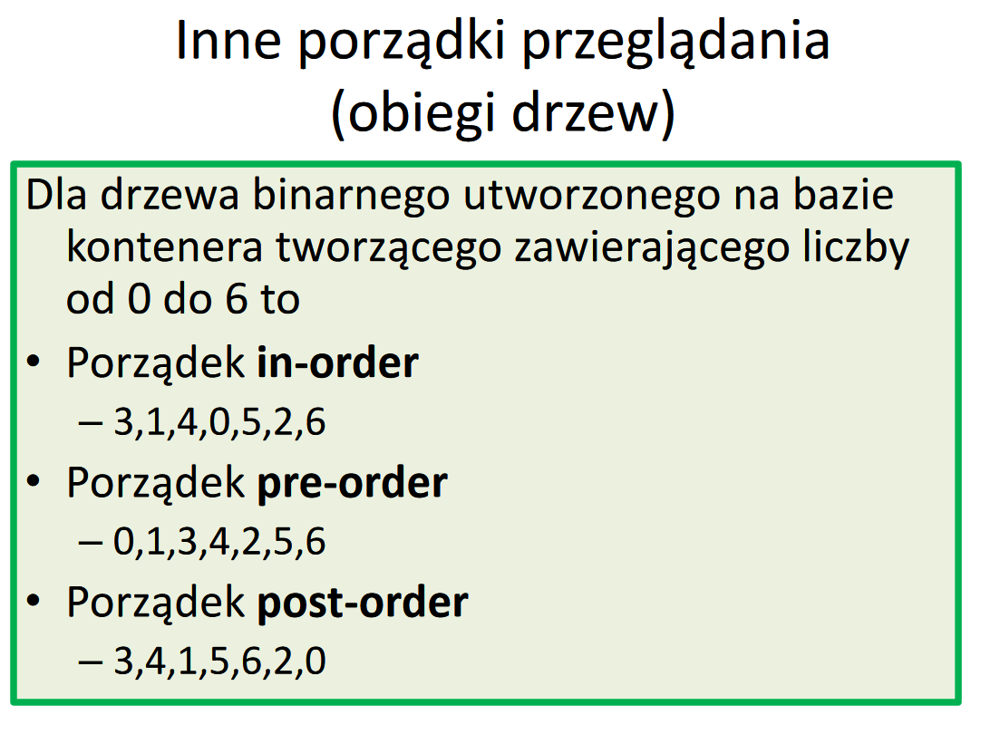 Inne porządki przeglądania
(obiegi drzew)
Dla drzewa binarnego utworzonego na bazie
kontenera tworzącego zawierającego liczby
od 0 do 6 to
• Porządek in-order
– 3,1,4,0,5,2,6
• Porządek pre-order
– 0,1,3,4,2,5,6
• Porządek post-order
– 3,4,1,5,6,2,0